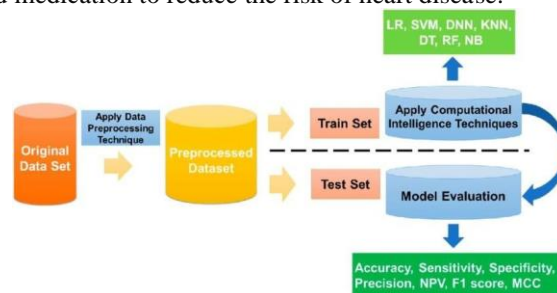 d medication to reduce the risk of heart disease.
LR, SVM, DNN, KNN,
DT, RF, NB
Apply Data
Preprocessing
Technique
Original
Data Set
Preprocessed
Dataset
Train Set
Apply Computational
Intelligence Techniques
Test Set
Model Evaluation
Accuracy, Sensitivity, Specificity,
Precision, NPV, F1 score, MCC